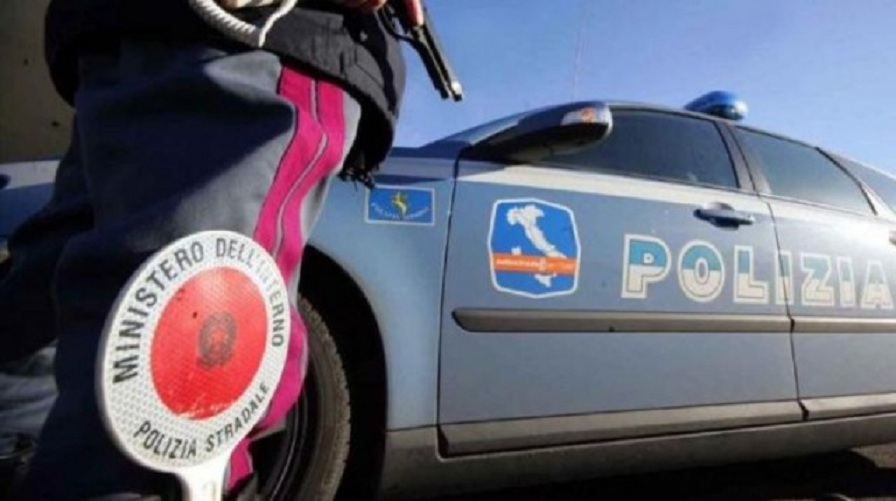 MINISTERO DELL'INTERNO
POLIZIA STRADALE
POLIZIA